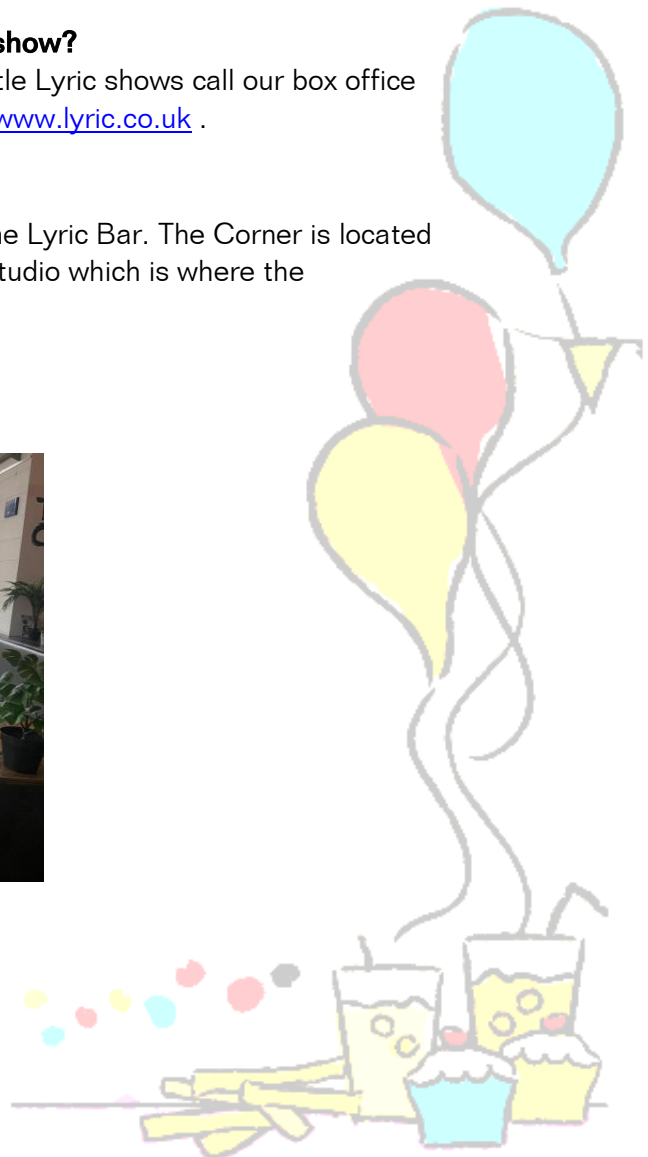 show?
tle Lyric shows call our box office
www.lyric.co.uk .
e Lyric Bar. The Corner is located
tudio which is where the